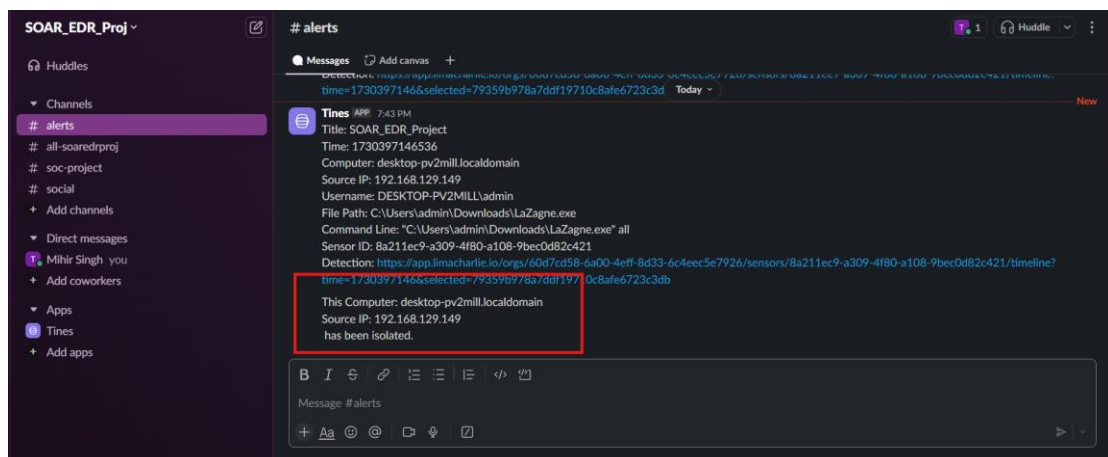 SOAR_EDR_Proj
# alerts
1
Huddle
Huddles
Messages
Add canvas
Channels
# alerts
# all-soaredrproj
# soc-project
# social
+ Add channels
Direct messages
Mihir Singh you
+ Add coworkers
Apps
Tines
+ Add apps
time=1730397146&selected=79359b978a7ddf19710c8afe6723c3d
Today
New
Tines APP 7:43 PM
Title: SOAR_EDR_Project
Time: 1730397146536
Computer: desktop-pv2mill.localdomain
Source IP: 192.168.129.149
Username: DESKTOP-PV2MILL\admin
File Path: C:\Users\admin\Downloads\LaZagne.exe
Command Line: "C:\Users\admin\Downloads\LaZagne.exe" all
Sensor ID: 8a211ec9-a309-4f80-a108-9bec0d82c421
Detection: https://app.limacharlie.io/orgs/60d7cd58-6a00-4eff-8d33-6c4eec5e7926/sensors/8a211ec9-a309-4f80-a108-9bec0d82c421/timeline?
time=1730397146&selected=79359b978a7ddf19710c8afe6723c3db
This Computer: desktop-pv2mill.localdomain
Source IP: 192.168.129.149
has been isolated.
B I S
Message #alerts
+ Aa @